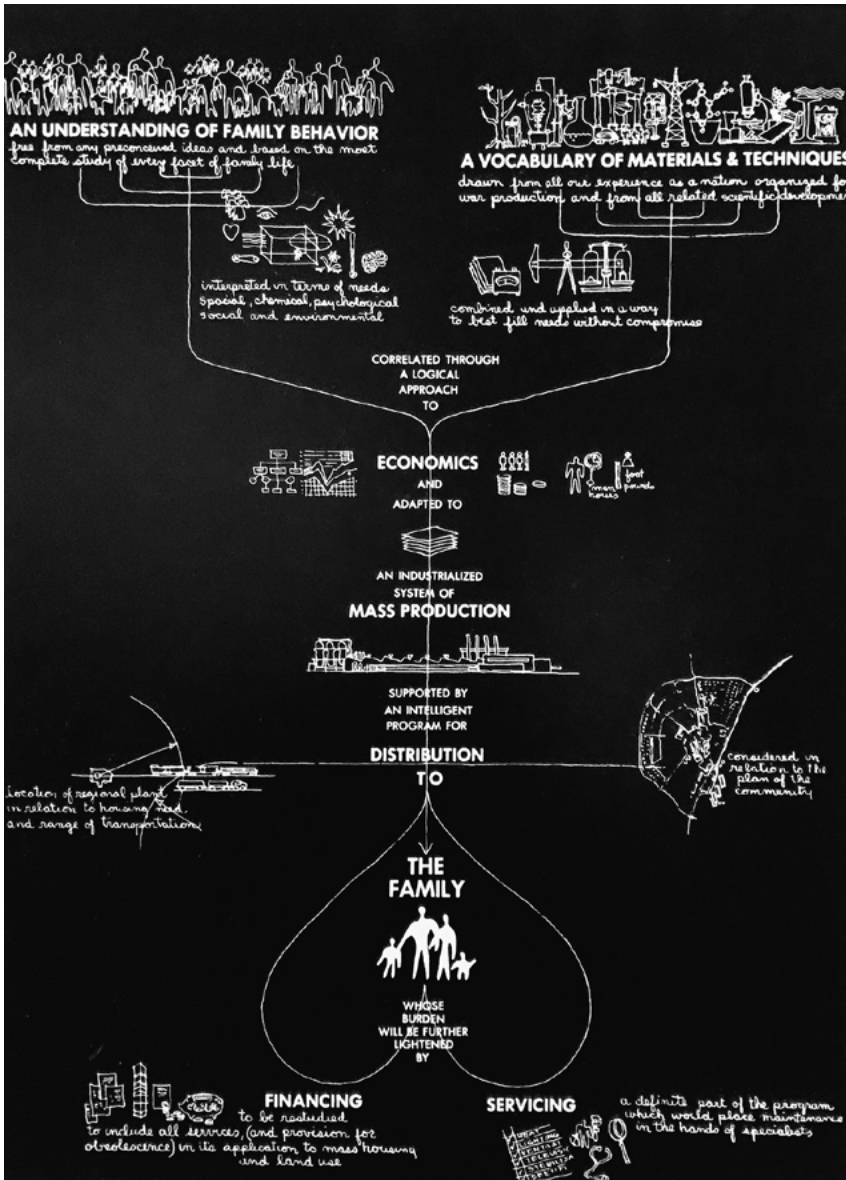 AN UNDERSTANDING OF FAMILY BEHAVIOR
free from any preconceived ideas and based on the most
complete study of every facet of family life
A VOCABULARY OF MATERIALS & TECHNIQUES
drawn from all our experience as a nation organized fo
war production and from all related scientific developmen
interpreted in terms of needs
spacial, chemical, psychological
social and environmental
combined and applied in a way
to best fill needs without compromise
CORRELATED THROUGH
A LOGICAL
APPROACH
TO
ECONOMICS
AND
ADAPTED TO
man
hours
foot
pounds
AN INDUSTRIALIZED
SYSTEM OF
MASS PRODUCTION
SUPPORTED BY
AN INTELLIGENT
PROGRAM FOR
DISTRIBUTION
TO
location of regional plant
in relation to housing need
and range of transportation
considered in
relation to the
plan of the
community
THE
FAMILY
WHOSE
BURDEN
WILL BE FURTHER
LIGHTENED
BY
FINANCING
to be restudied
to include all services, (and provision for
obsolescence) in its application to mass housing
and land use
SERVICING
a definite part of the program
which would place maintenance
in the hands of specialists
HEAT
LIGHTING